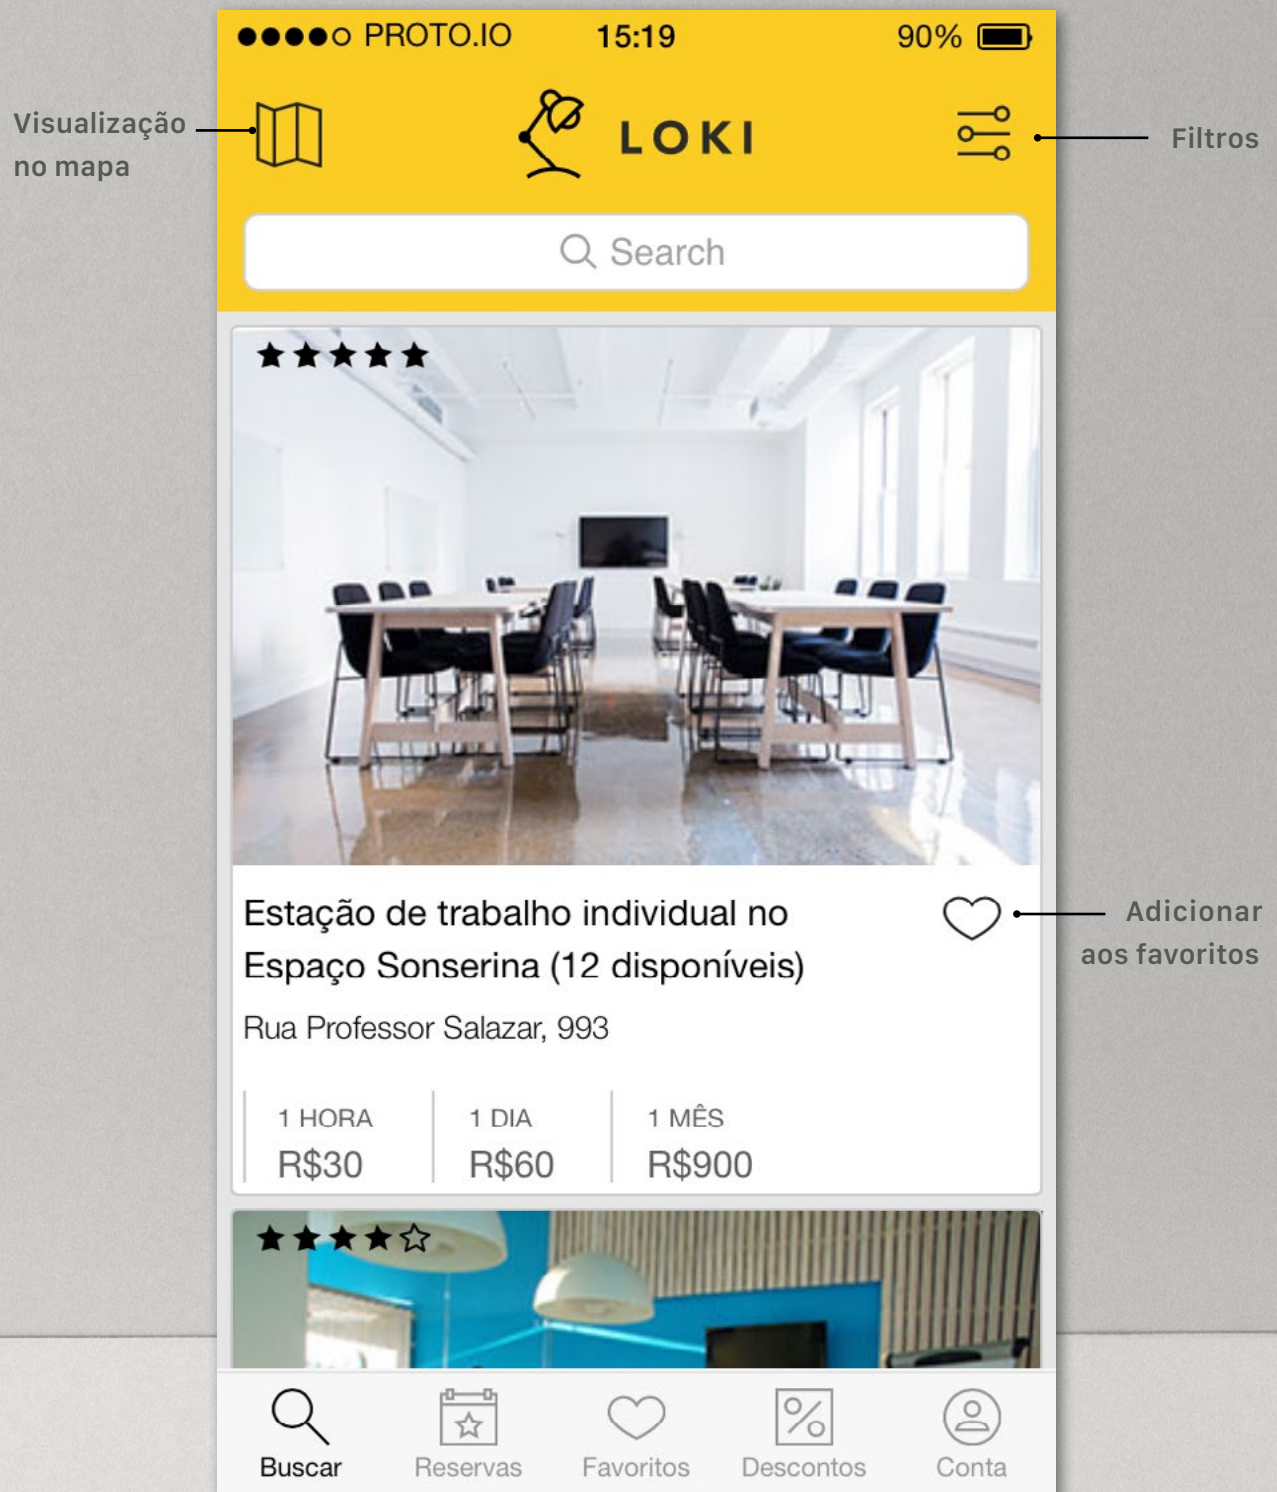 PROTO.IO 15:19 90%
Visualização
no mapa
LOKI
Filtros
Search
Estação de trabalho individual no
Espaço Sonserina (12 disponíveis)
Adicionar
aos favoritos
Rua Professor Salazar, 993
1 HORA 1 DIA 1 MÊS
R$30 R$60 R$900
Buscar Reservas Favoritos Descontos Conta